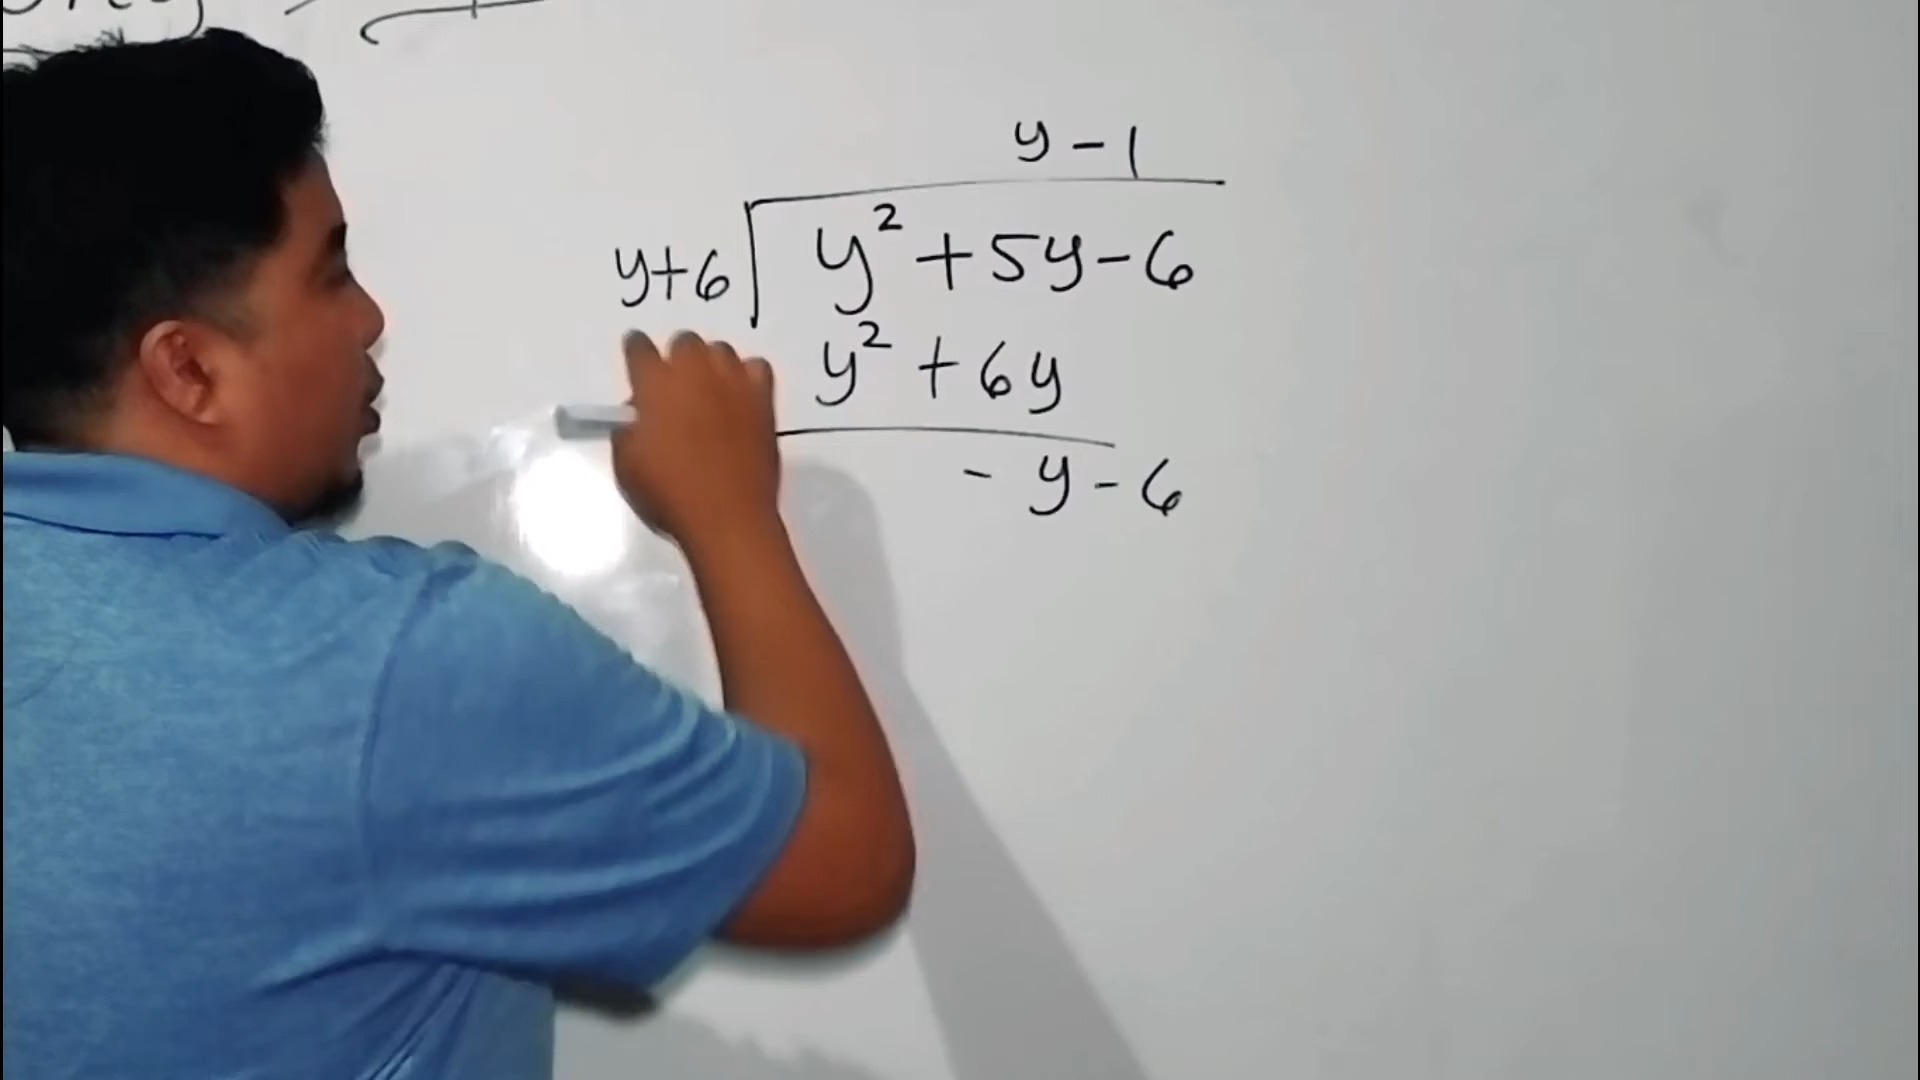 y - 1
y+6 y² + 5y - 6
y² + 6y
- y - 6